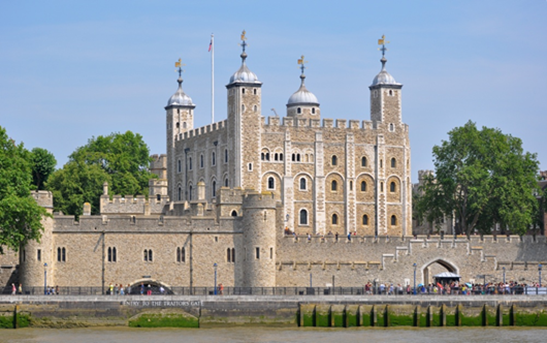 ENTRY TO THE TRAITORS' GATE